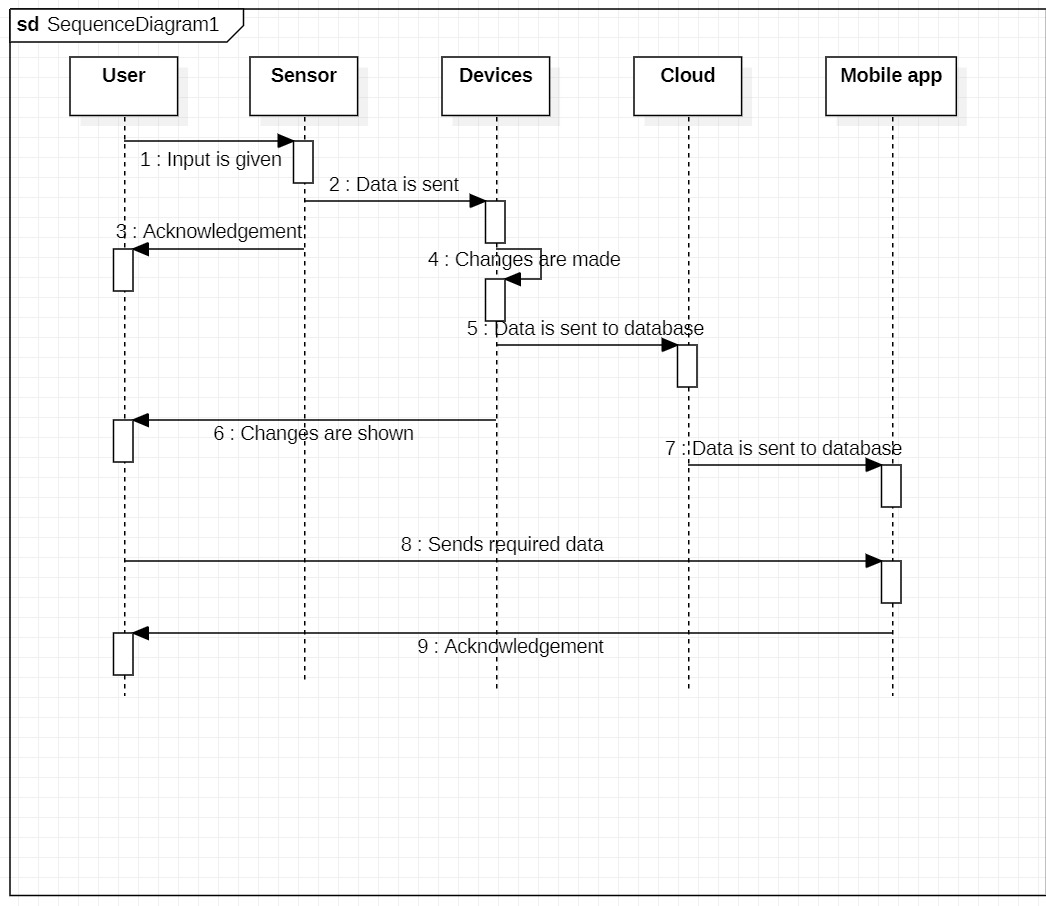 sd SequenceDiagram1
User
Sensor
Devices
Cloud
Mobile app
1 : Input is given
2 : Data is sent
3 : Acknowledgement
4 : Changes are made
5 : Data is sent to database
6 : Changes are shown
7 : Data is sent to database
8 : Sends required data
9 : Acknowledgement